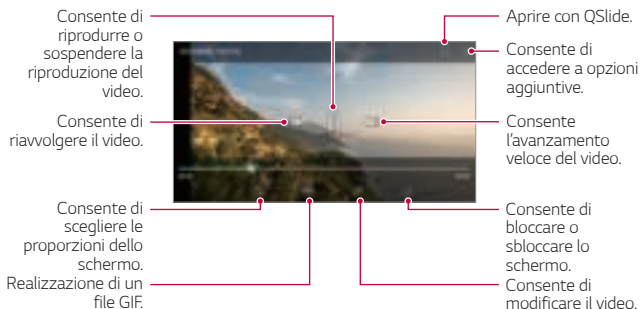 Consente di
riprodurre o
sospendere la
riproduzione del
video.
Consente di
riavvolgere il video.
Consente di
scegliere le
proporzioni dello
schermo.
Realizzazione di un
file GIF.
Aprire con QSlide.
Consente di
accedere a opzioni
aggiuntive.
Consente
l'avanzamento
veloce del video.
Consente di
bloccare o
sbloccare lo
schermo.
Consente di
modificare il video.